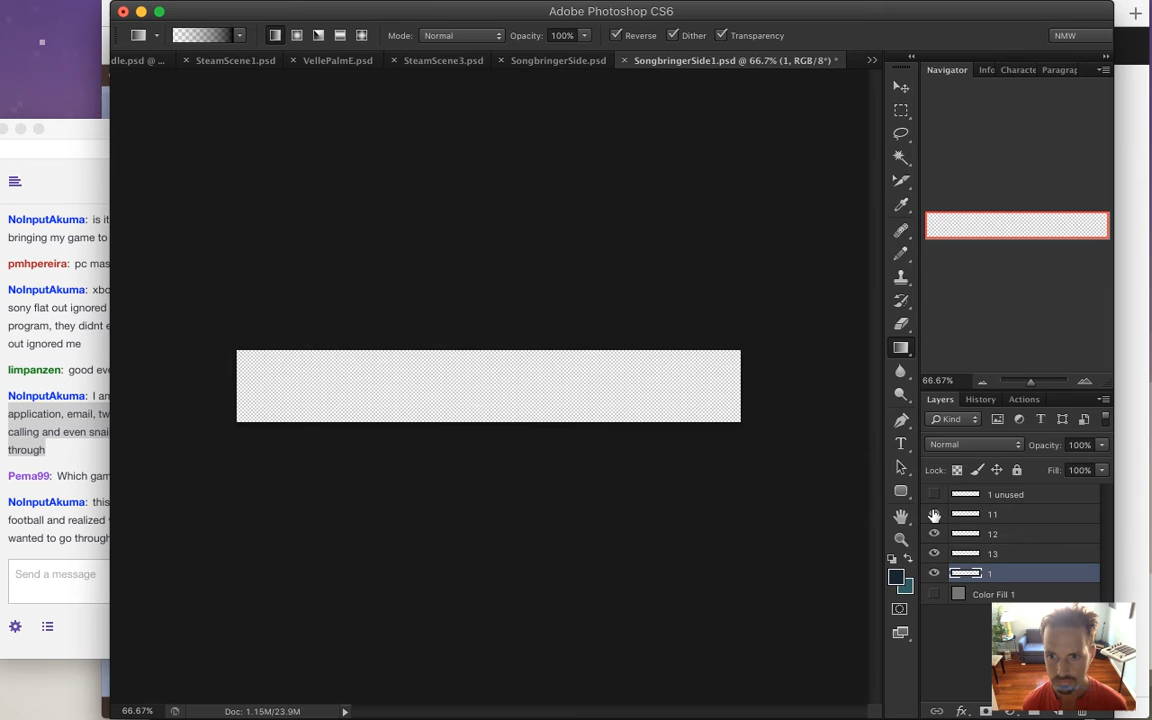 Adobe Photoshop CS6
Mode: Normal Opacity: 100% Reverse Dither Transparency NMW
dle.psd @ ... × SteamScene1.psd × VellePalmE.psd × SteamScene3.psd × SongbringerSide.psd × SongbringerSide1.psd @ 66.7% (1, RGB/8*) *
Navigator Info Characte Paragrap
NoInputAkuma: is it
bringing my game to
pmhpereira: pc mas
NoInputAkuma: xbo
sony flat out ignored
program, they didnt e
out ignored me
limpanzen: good eve
NoInputAkuma: I am
application, email, tw
calling and even snai
through
Pema99: Which gam
NoInputAkuma: this
football and realized
wanted to go through
Send a message
66.67%
Layers History Actions
Kind
Normal Opacity: 100%
Lock: Fill: 100%
1 unused
11
12
13
1
Color Fill 1
fx
66.67% Doc: 1.15M/23.9M